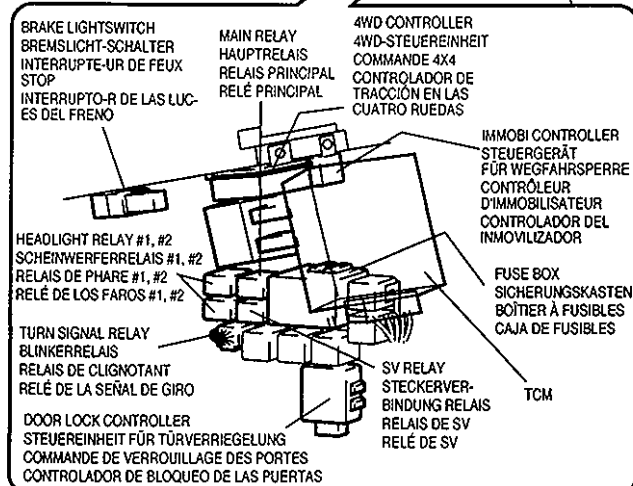 BRAKE LIGHTSWITCH
BREMSLICHT-SCHALTER
INTERRUPTE-UR DE FEUX
STOP
INTERRUPTO-R DE LAS LUC-
ES DEL FRENO
MAIN RELAY
HAUPTRELAIS
RELAIS PRINCIPAL
RELÉ PRINCIPAL
4WD CONTROLLER
4WD-STEUEREINHEIT
COMMANDE 4X4
CONTROLADOR DE
TRACCIÓN EN LAS
CUATRO RUEDAS
IMMOBI CONTROLLER
STEUERGERÄT
FÜR WEGFAHRSPERRE
CONTRÔLEUR
D'IMMOBILISATEUR
CONTROLADOR DEL
INMOVILIZADOR
HEADLIGHT RELAY #1, #2
SCHEINWERFERRELAIS #1, #2
RELAIS DE PHARE #1, #2
RELÉ DE LOS FAROS #1, #2
FUSE BOX
SICHERUNGSKASTEN
BOÎTIER À FUSIBLES
CAJA DE FUSIBLES
TURN SIGNAL RELAY
BLINKERRELAIS
RELAIS DE CLIGNOTANT
RELÉ DE LA SEÑAL DE GIRO
SV RELAY
STECKERVER-
BINDUNG RELAIS
RELAIS DE SV
RELÉ DE SV
TCM
DOOR LOCK CONTROLLER
STEUEREINHEIT FÜR TÜRVERRIEGELUNG
COMMANDE DE VERROUILLAGE DES PORTES
CONTROLADOR DE BLOQUEO DE LAS PUERTAS